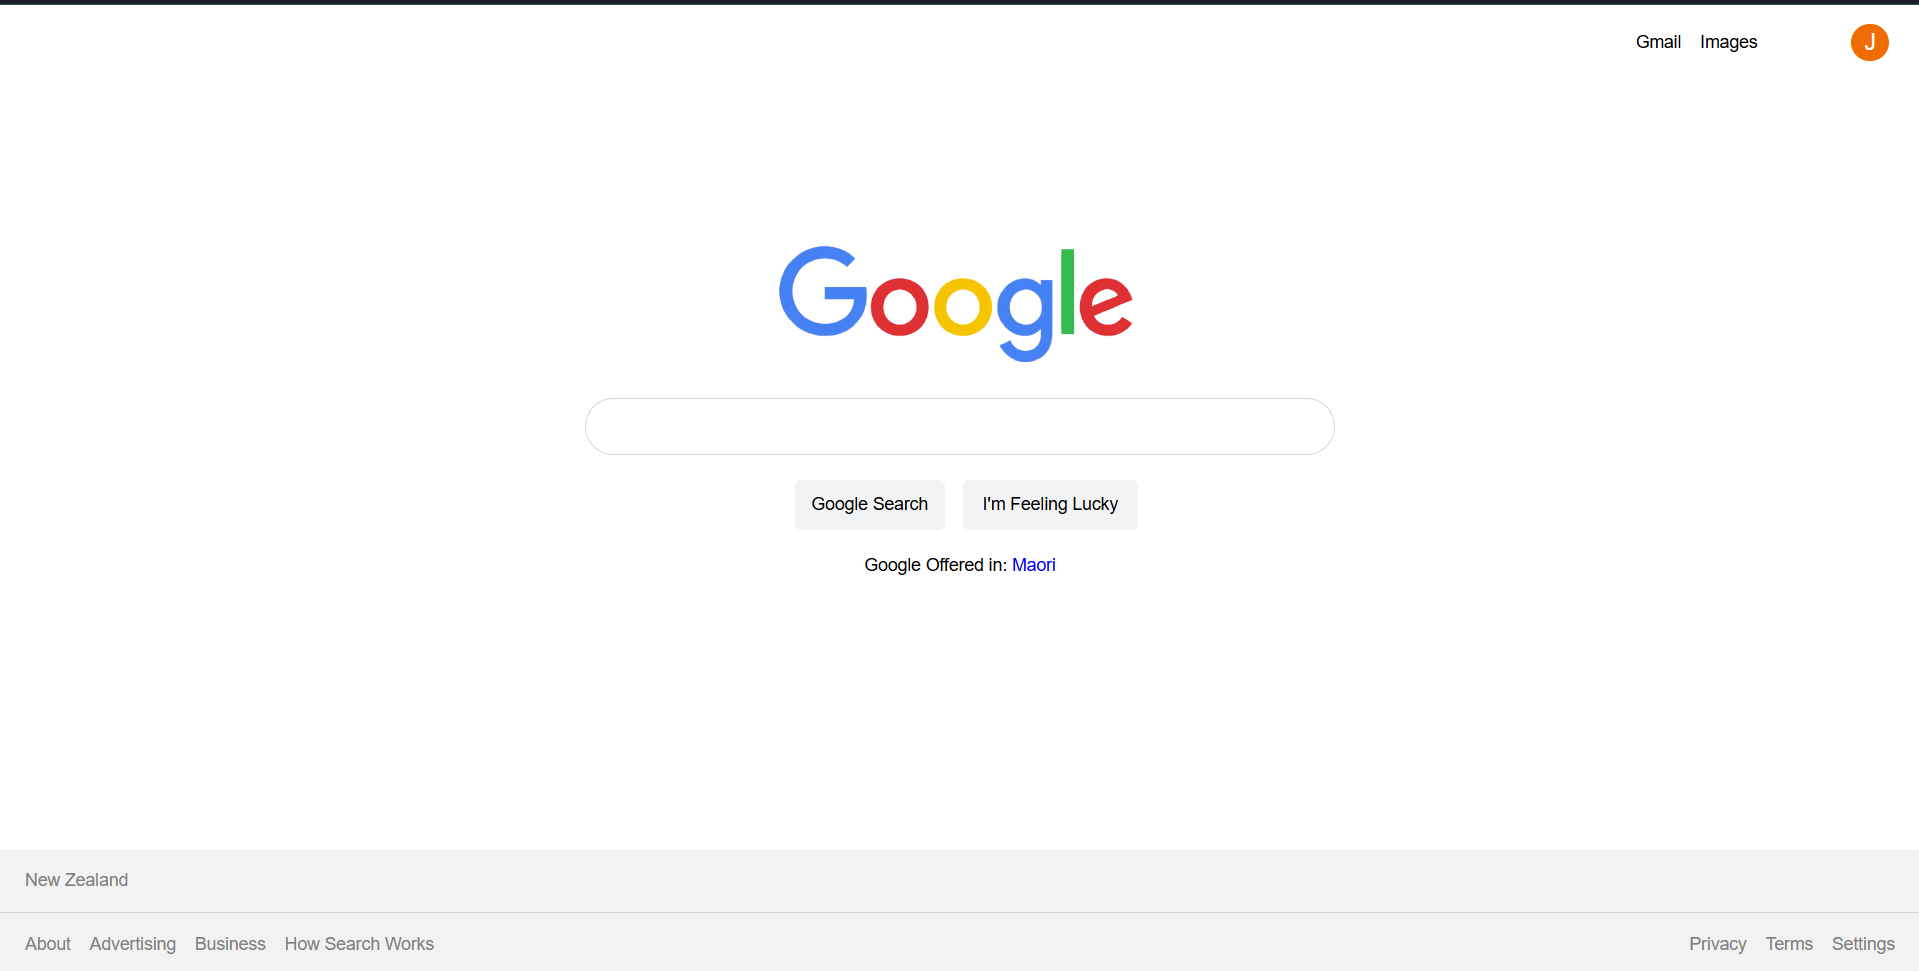 Gmail Images J
Google
Google Search I'm Feeling Lucky
Google Offered in: Maori
New Zealand
About Advertising Business How Search Works Privacy Terms Settings